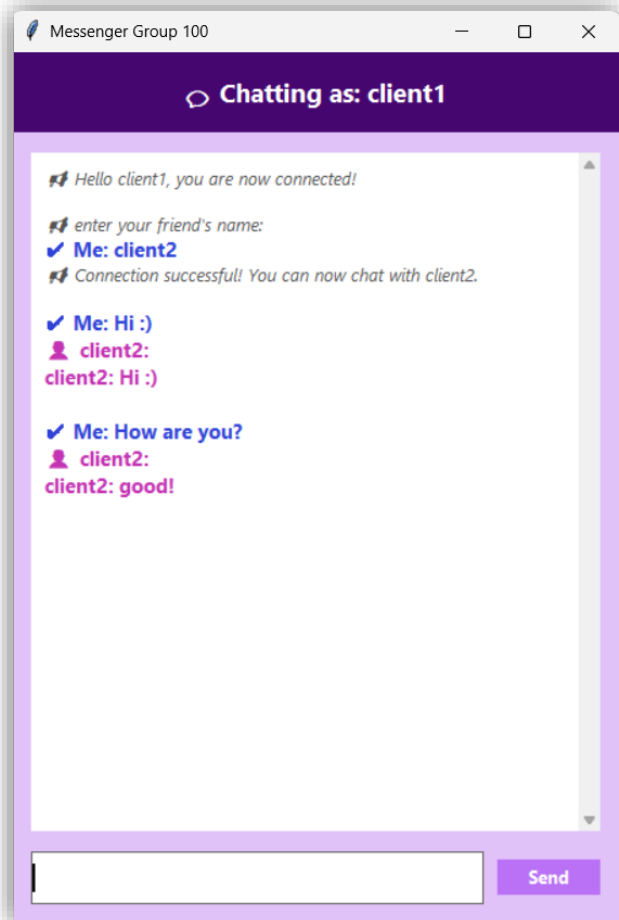 Messenger Group 100
Chatting as: client1
Hello client1, you are now connected!
enter your friend's name:
✔ Me: client2
Connection successful! You can now chat with client2.
✔ Me: Hi :)
client2:
client2: Hi :)
✔ Me: How are you?
client2:
client2: good!
Send